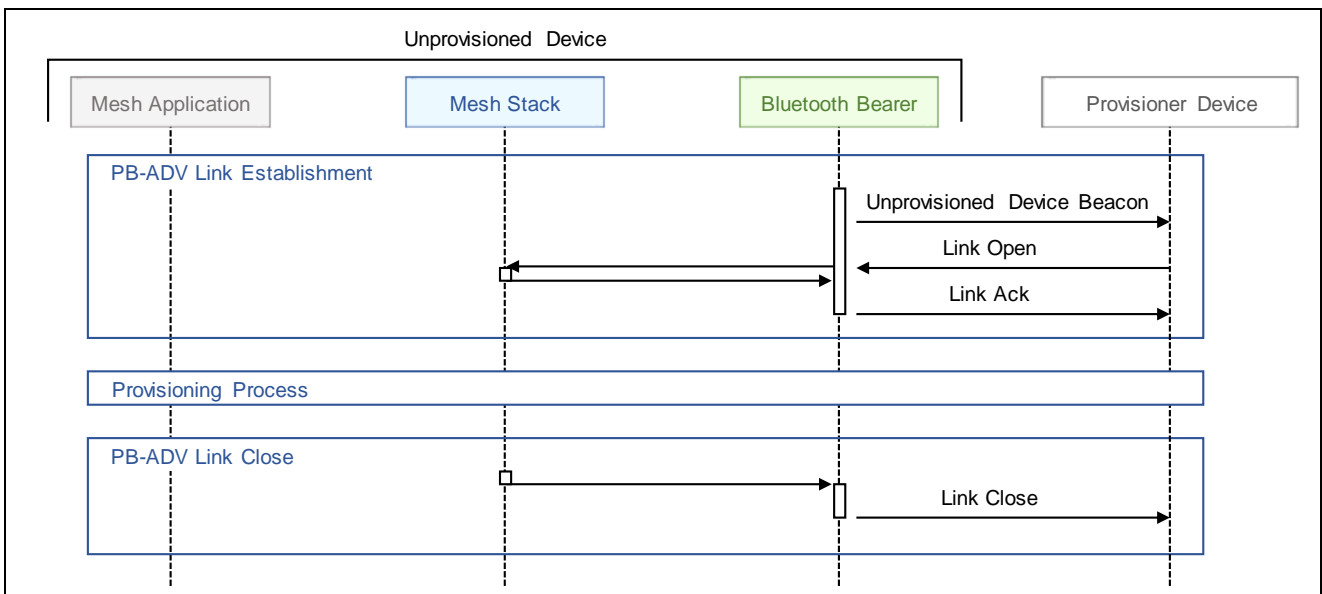 Unprovisioned Device
Mesh Application
Mesh Stack
Bluetooth Bearer
Provisioner Device
PB-ADV Link Establishment
Unprovisioned Device Beacon
Link Open
Link Ack
Provisioning Process
PB-ADV Link Close
Link Close